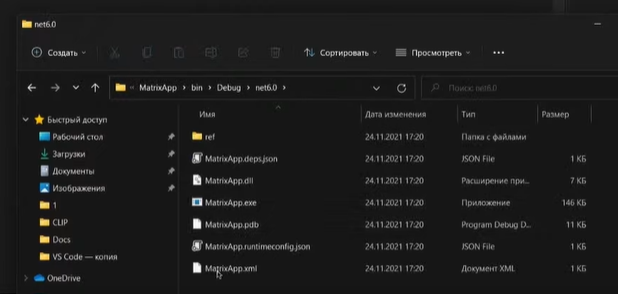 net6.0
Создать
Сортировать
Просмотреть
MatrixApp › bin › Debug › net6.0 ›
Поиск: net6.0
Имя Дата изменения Тип Размер
Быстрый доступ
Рабочий стол
Загрузки
Документы
Изображения
1
CLIP
Docs
VS Code — копия
OneDrive
ref 24.11.2021 17:20 Папка с файлами
MatrixApp.deps.json 24.11.2021 17:20 JSON File 1 КБ
MatrixApp.dll 24.11.2021 17:20 Расширение при... 7 КБ
MatrixApp.exe 24.11.2021 17:20 Приложение 146 КБ
MatrixApp.pdb 24.11.2021 17:20 Program Debug D... 11 КБ
MatrixApp.runtimeconfig.json 24.11.2021 17:20 JSON File 1 КБ
MatrixApp.xml 24.11.2021 17:20 Документ XML 1 КБ